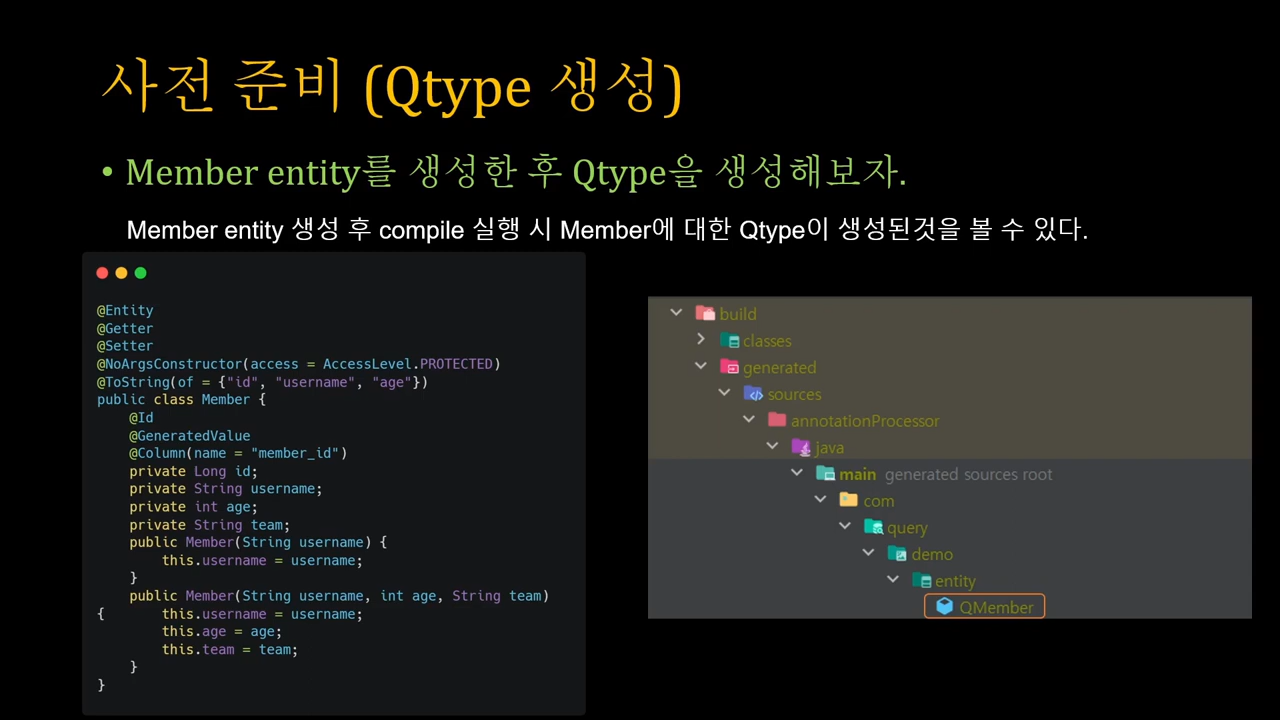 사전 준비 (Qtype 생성)
• Member entity를 생성한 후 Qtype을 생성해보자.
Member entity 생성 후 compile 실행 시 Member에 대한 Qtype이 생성된것을 볼 수 있다.
@Entity
@Getter
@Setter
@NoArgsConstructor(access = AccessLevel.PROTECTED)
@ToString(of = {"id", "username", "age"})
public class Member {
    @Id
    @GeneratedValue
    @Column(name = "member_id")
    private Long id;
    private String username;
    private int age;
    private String team;
    public Member(String username) {
        this.username = username;
    }
    public Member(String username, int age, String team)
{       this.username = username;
        this.age = age;
        this.team = team;
    }
}
build
classes
generated
sources
annotationProcessor
java
main generated sources root
com
query
demo
entity
QMember